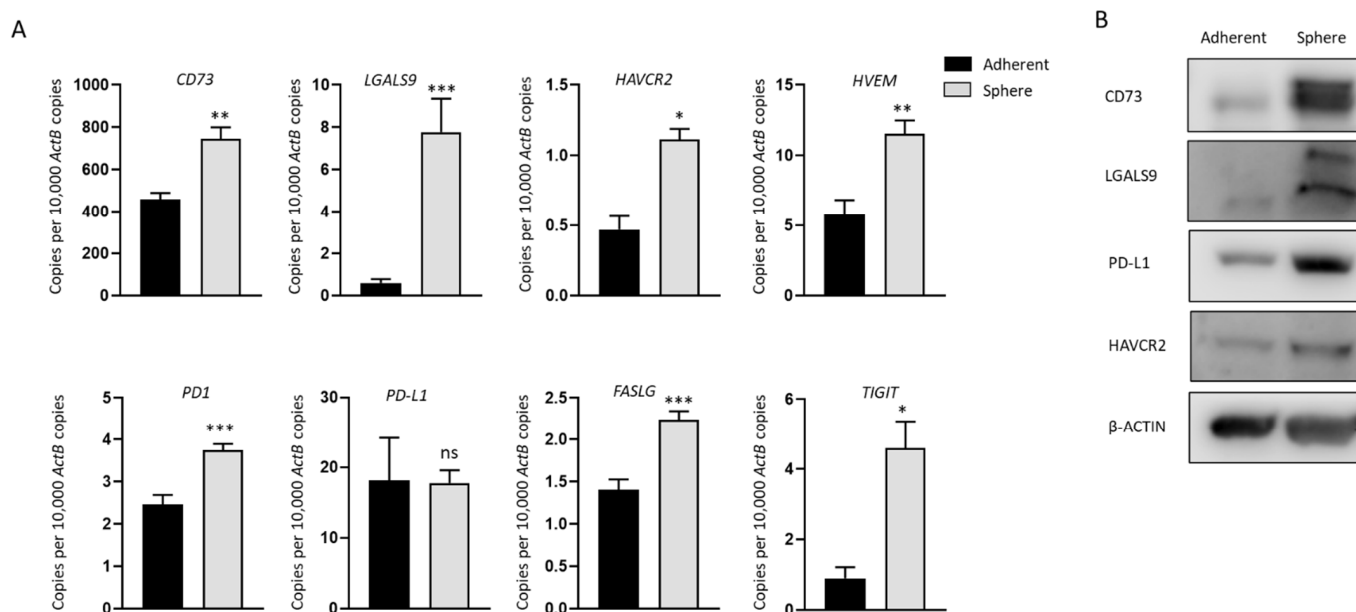 A
B
CD73
Copies per 10,000 ActB copies
1000
800
600
400
200
0
**
LGALS9
Copies per 10,000 ActB copies
10
8
6
4
2
0
***
HAVCR2
Copies per 10,000 ActB copies
1.5
1.0
0.5
0.0
*
HVEM
Copies per 10,000 ActB copies
15
10
5
0
**
Adherent
Sphere
PD1
Copies per 10,000 ActB copies
5
4
3
2
1
0
***
PD-L1
Copies per 10,000 ActB copies
30
20
10
0
ns
FASLG
Copies per 10,000 ActB copies
2.5
2.0
1.5
1.0
0.5
0.0
***
TIGIT
Copies per 10,000 ActB copies
6
4
2
0
*
Adherent Sphere
CD73
LGALS9
PD-L1
HAVCR2
β-ACTIN